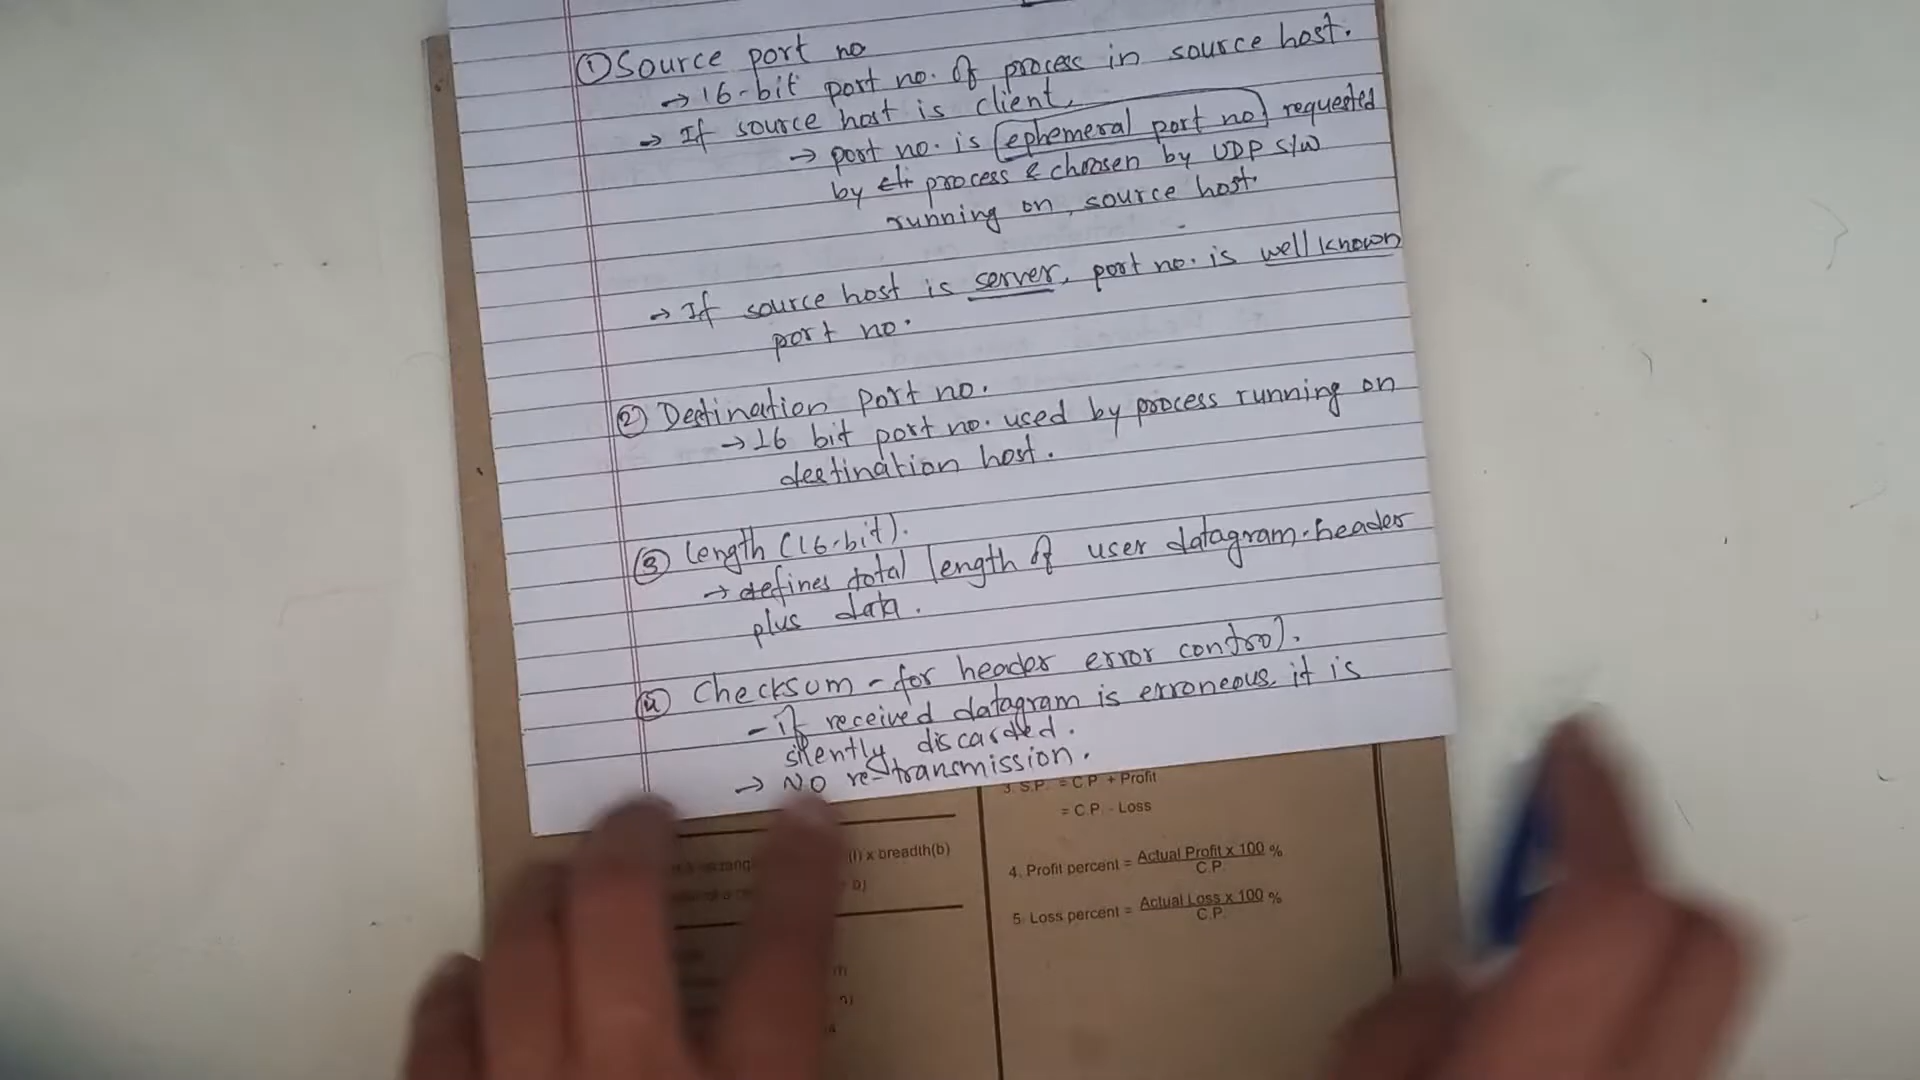 ① Source port no
→ 16-bit port no. of process in source host.
→ If source host is client,
→ port no. is ephemeral port no requested
by process & choosen by UDP S/W
running on, source host.
→ If source host is server, port no. is well known
port no.
② Destination port no.
→ 16 bit port no. used by process running on
destination host.
③ Length (16-bit).
→ defines total length of user datagram. header
plus data.
④ Checksum - for header error control.
- if received datagram is erroneous, it is
silently discarded.
→ No re-transmission.
3. S.P. = C.P. + Profit
= C.P. - Loss
(l) x breadth(b)
4. Profit percent = Actual Profit x 100 %
C.P.
5. Loss percent = Actual Loss x 100 %
C.P.